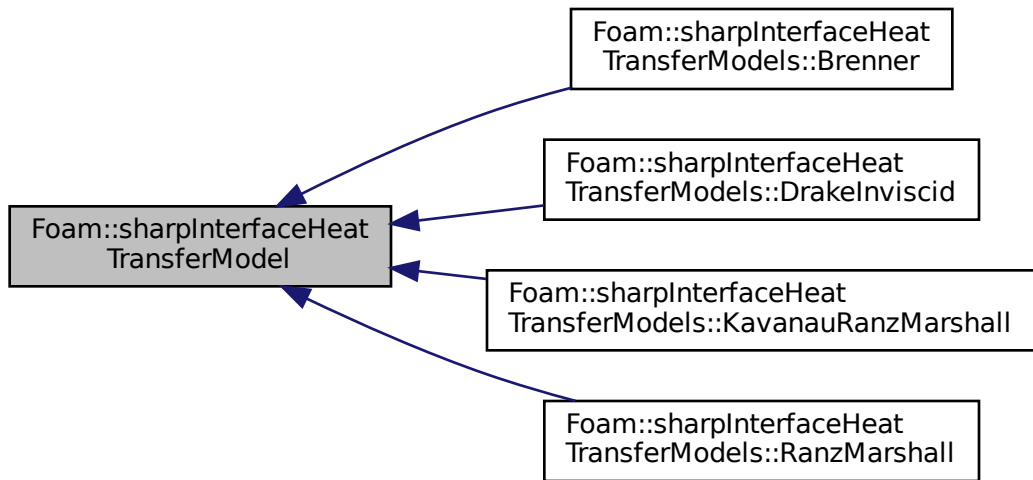 Foam::sharpInterfaceHeat
TransferModels::Brenner
Foam::sharpInterfaceHeat
TransferModels::DrakeInviscid
Foam::sharpInterfaceHeat
TransferModel
Foam::sharpInterfaceHeat
TransferModels::KavanauRanzMarshall
Foam::sharpInterfaceHeat
TransferModels::RanzMarshall